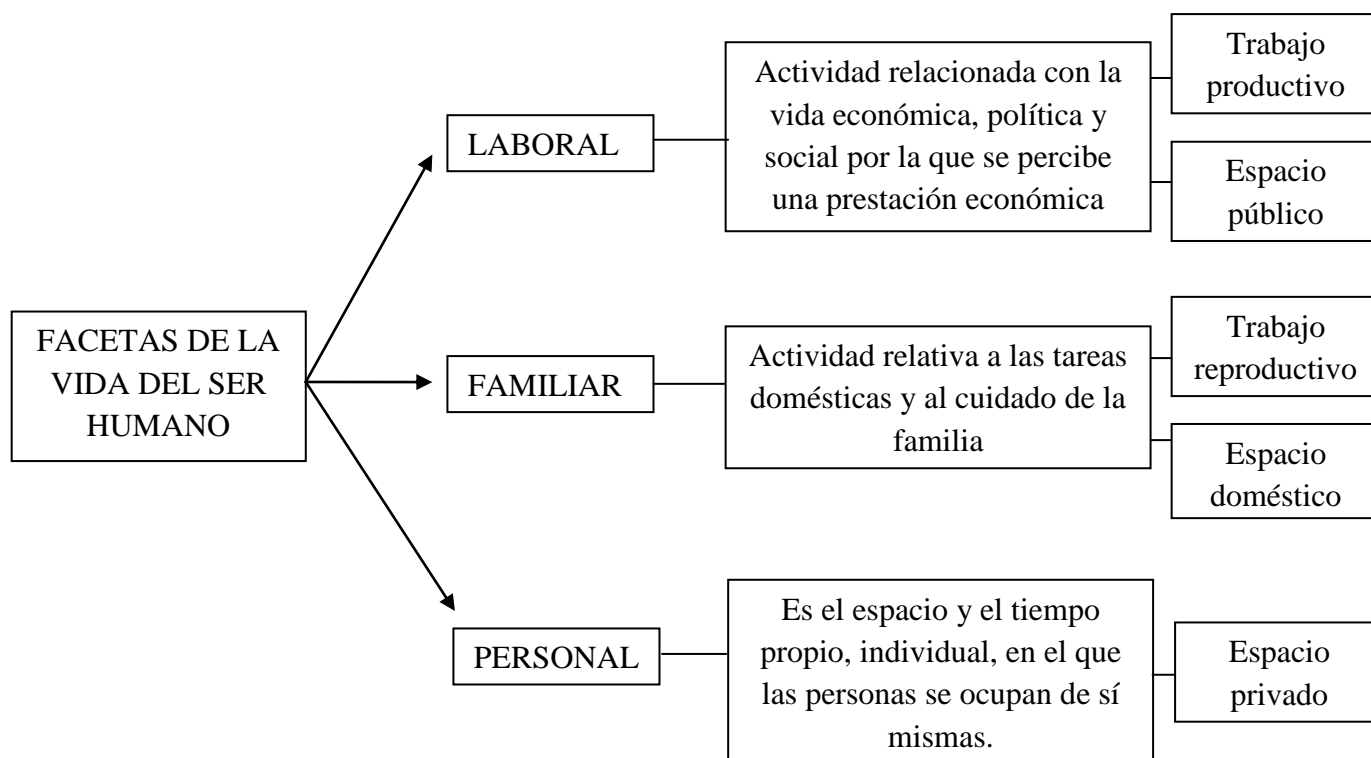 FACETAS DE LA
VIDA DEL SER
HUMANO
LABORAL
Actividad relacionada con la
vida económica, política y
social por la que se percibe
una prestación económica
Trabajo
productivo
Espacio
público
FAMILIAR
Actividad relativa a las tareas
domésticas y al cuidado de la
familia
Trabajo
reproductivo
Espacio
doméstico
PERSONAL
Es el espacio y el tiempo
propio, individual, en el que
las personas se ocupan de sí
mismas.
Espacio
privado